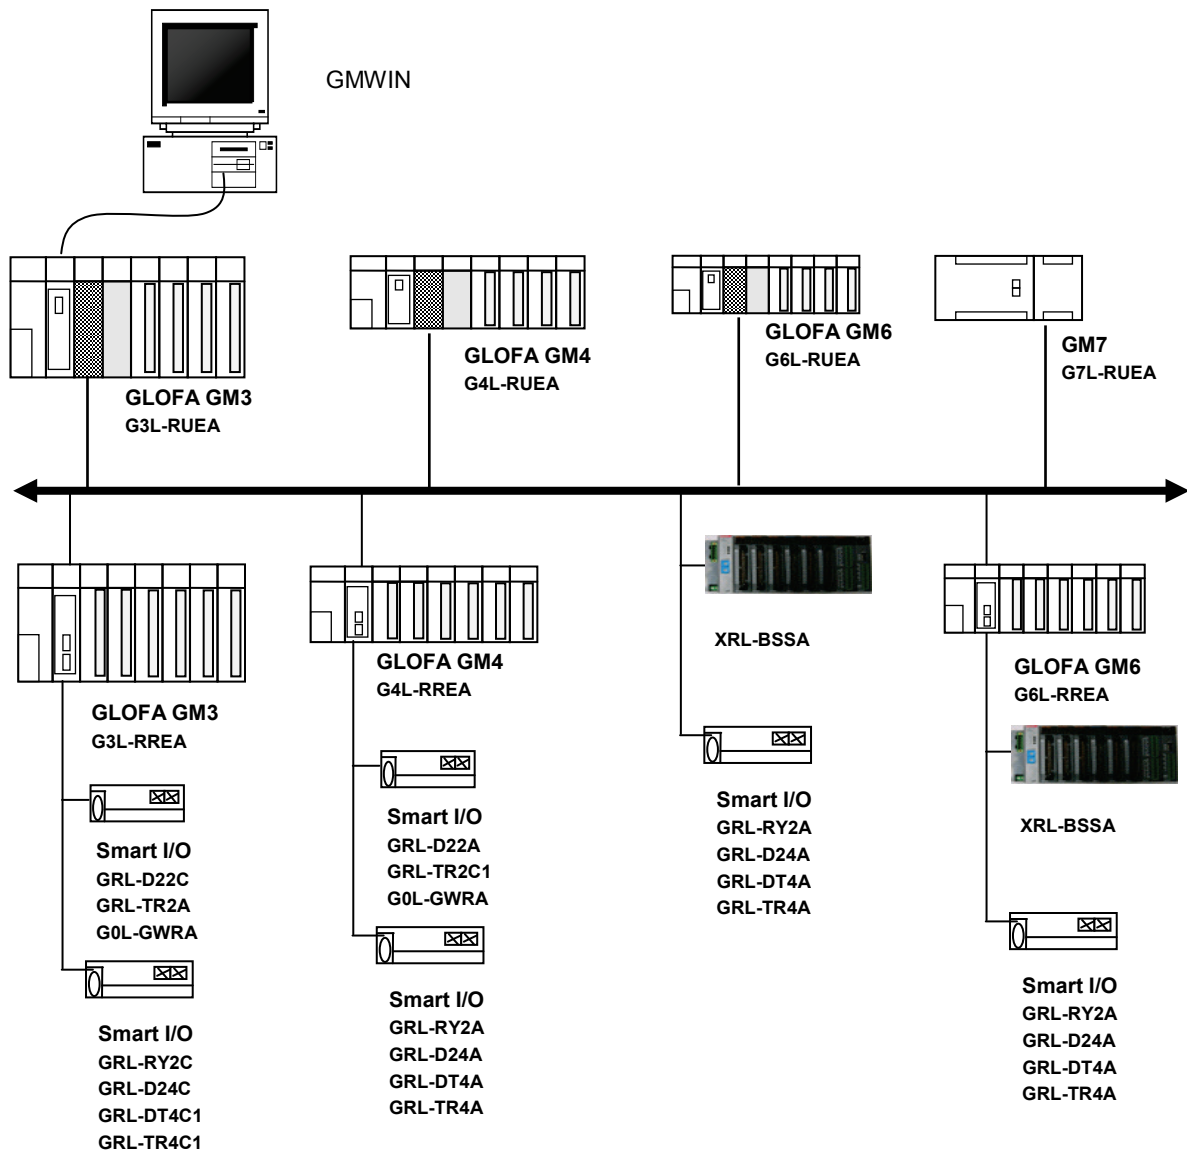 GMWIN
GLOFA GM3
G3L-RUEA
GLOFA GM4
G4L-RUEA
GLOFA GM6
G6L-RUEA
GM7
G7L-RUEA
GLOFA GM3
G3L-RREA
Smart I/O
GRL-D22C
GRL-TR2A
G0L-GWRA
Smart I/O
GRL-RY2C
GRL-D24C
GRL-DT4C1
GRL-TR4C1
GLOFA GM4
G4L-RREA
Smart I/O
GRL-D22A
GRL-TR2C1
G0L-GWRA
Smart I/O
GRL-RY2A
GRL-D24A
GRL-DT4A
GRL-TR4A
XRL-BSSA
Smart I/O
GRL-RY2A
GRL-D24A
GRL-DT4A
GRL-TR4A
GLOFA GM6
G6L-RREA
XRL-BSSA
Smart I/O
GRL-RY2A
GRL-D24A
GRL-DT4A
GRL-TR4A